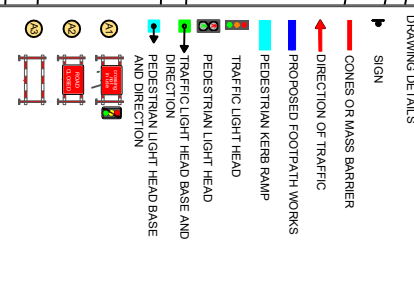 DRAWING DETAILS
SIGN
CONES OR MASS BARRIER
DIRECTION OF TRAFFIC
PROPOSED FOOTPATH WORKS
PEDESTRIAN KERB RAMP
TRAFFIC LIGHT HEAD
PEDESTRIAN LIGHT HEAD
TRAFFIC LIGHT HEAD BASE AND
DIRECTION
PEDESTRIAN LIGHT HEAD BASE
AND DIRECTION
A1
A2
ROAD
CLOSED
A3